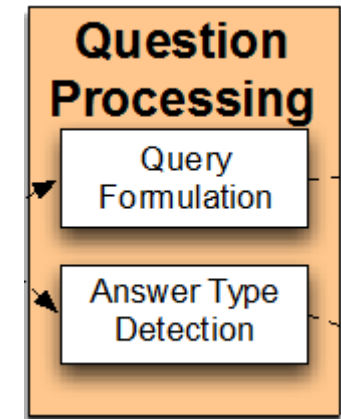 Question
Processing
Query
Formulation
Answer Type
Detection